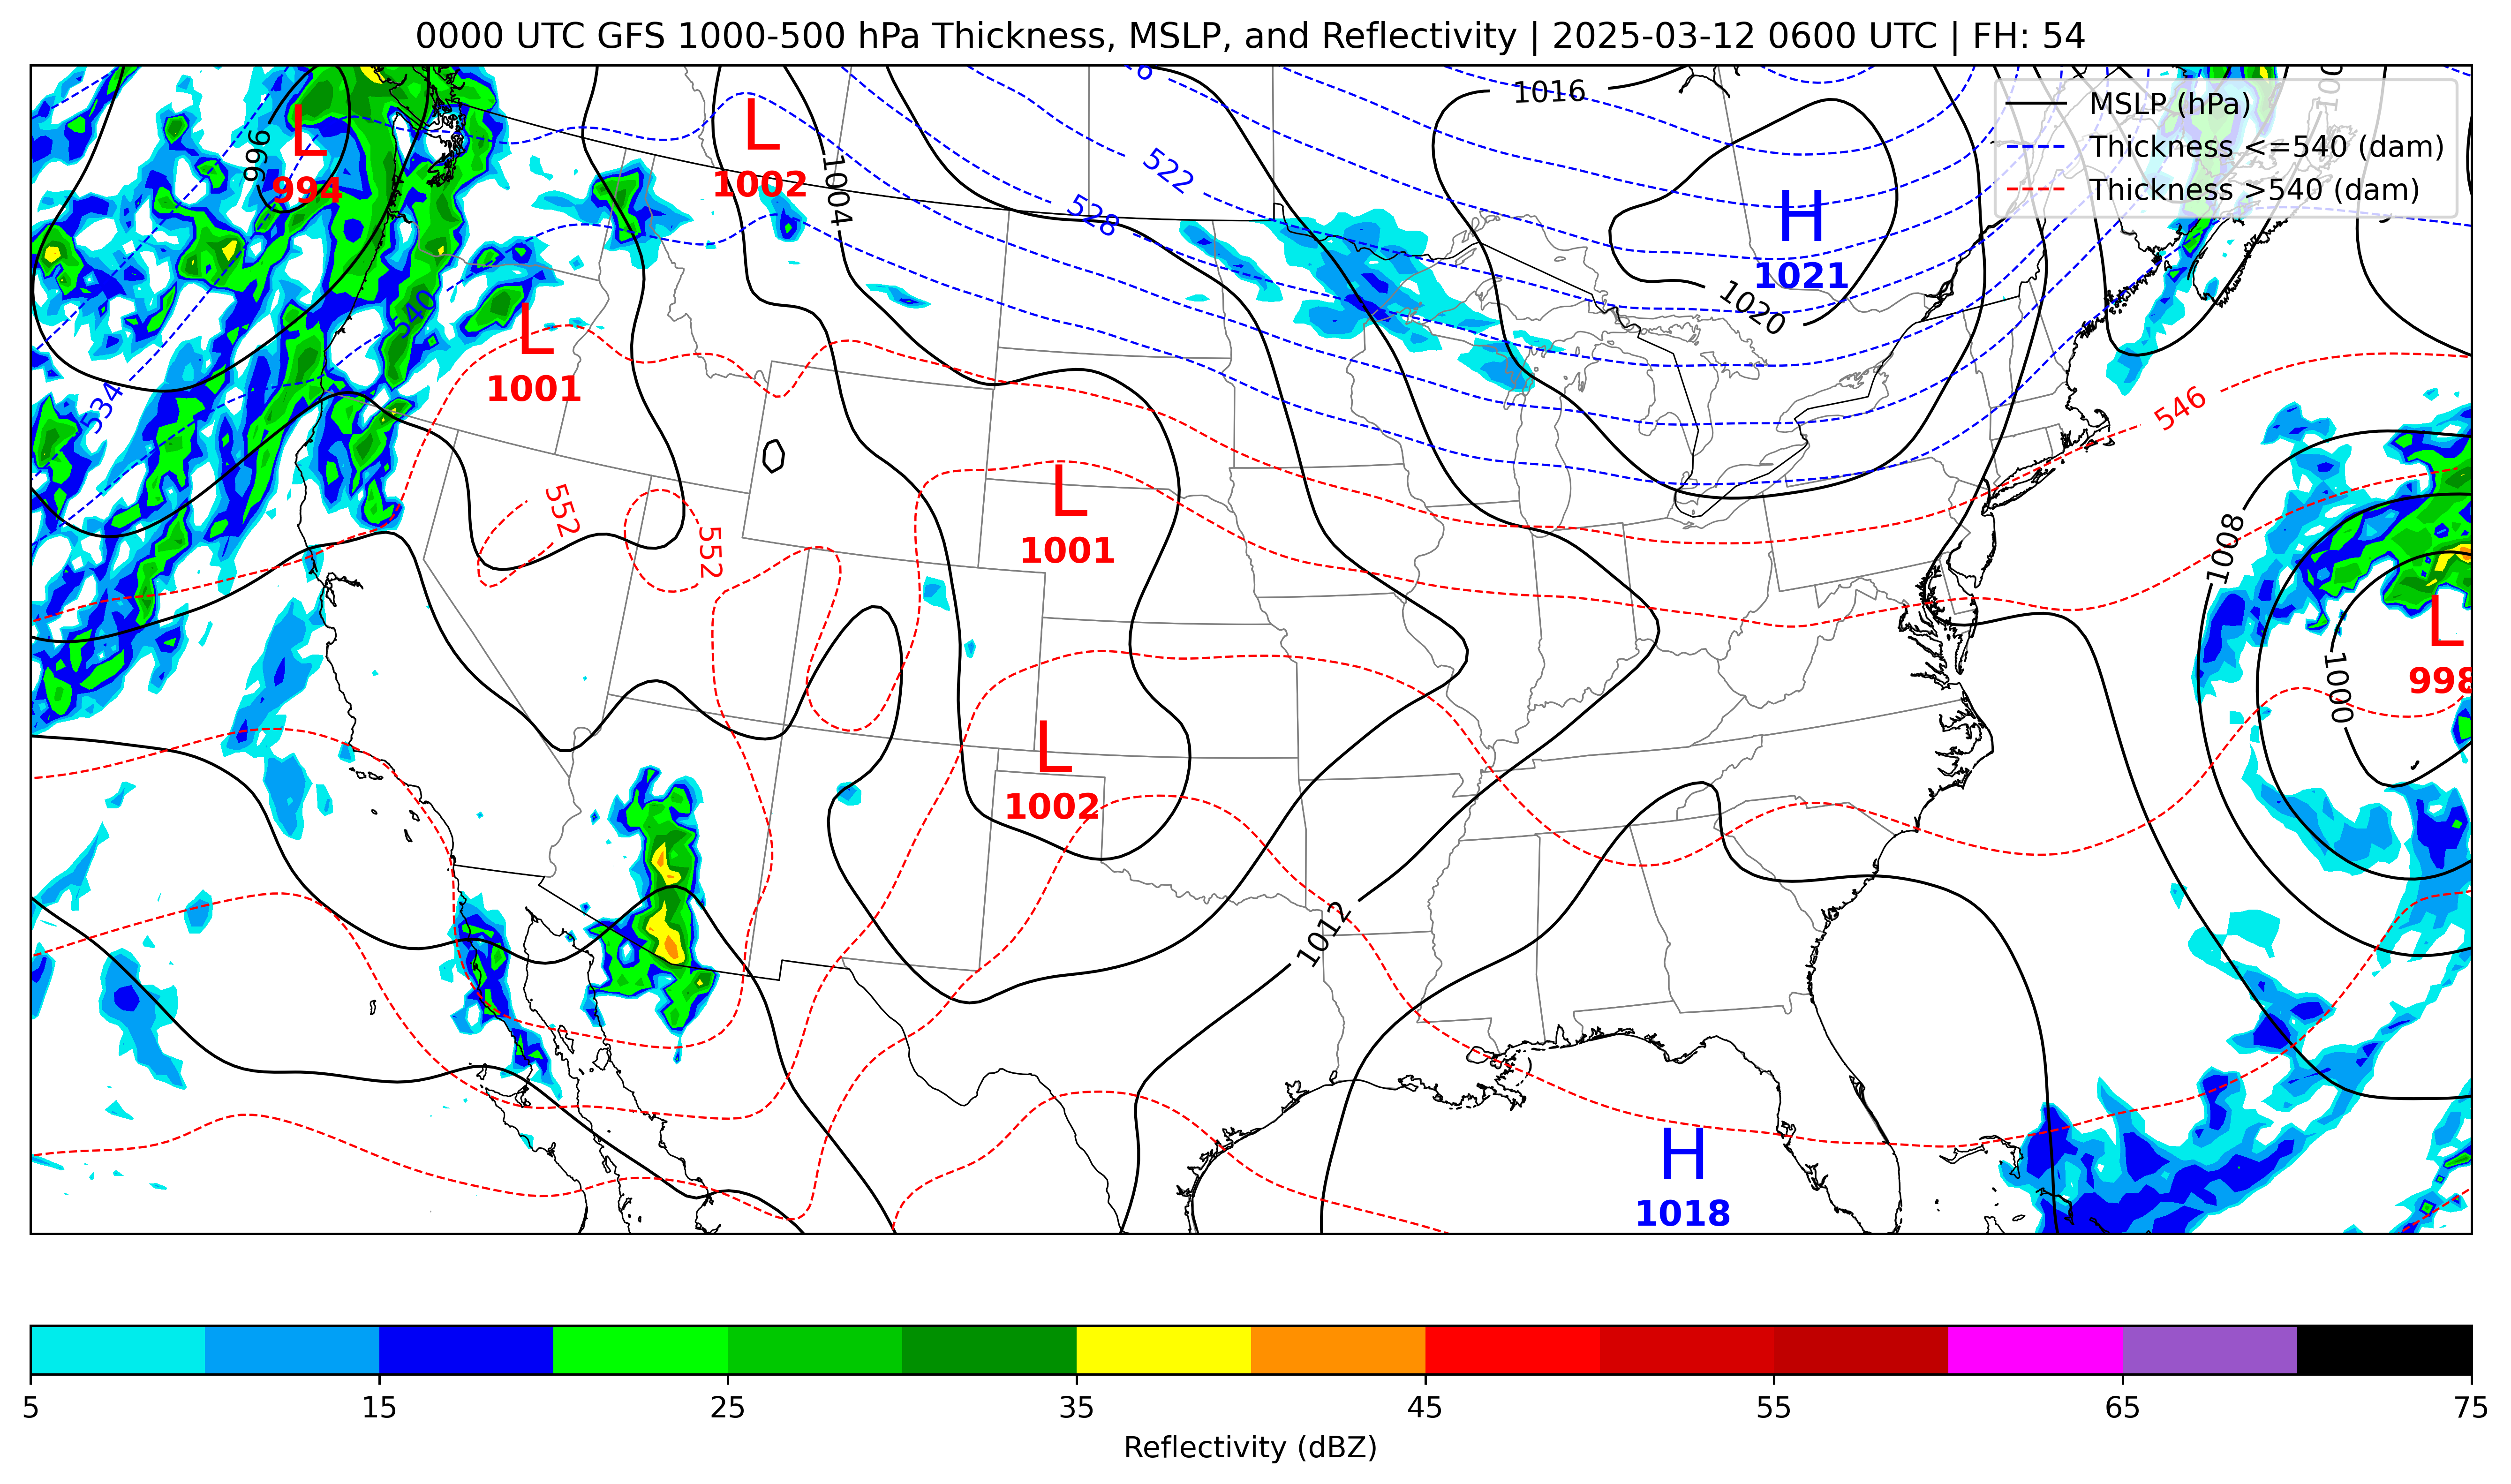 0000 UTC GFS 1000-500 hPa Thickness, MSLP, and Reflectivity | 2025-03-12 0600 UTC | FH: 54
MSLP (hPa)
Thickness <=540 (dam)
Thickness >540 (dam)
1016
L
994
996
L
1002
1004
522
528
H
1021
1020
540
L
1001
534
546
552
552
L
1001
1008
L
998
1000
L
1002
1012
H
1018
5 15 25 35 45 55 65 75
Reflectivity (dBZ)